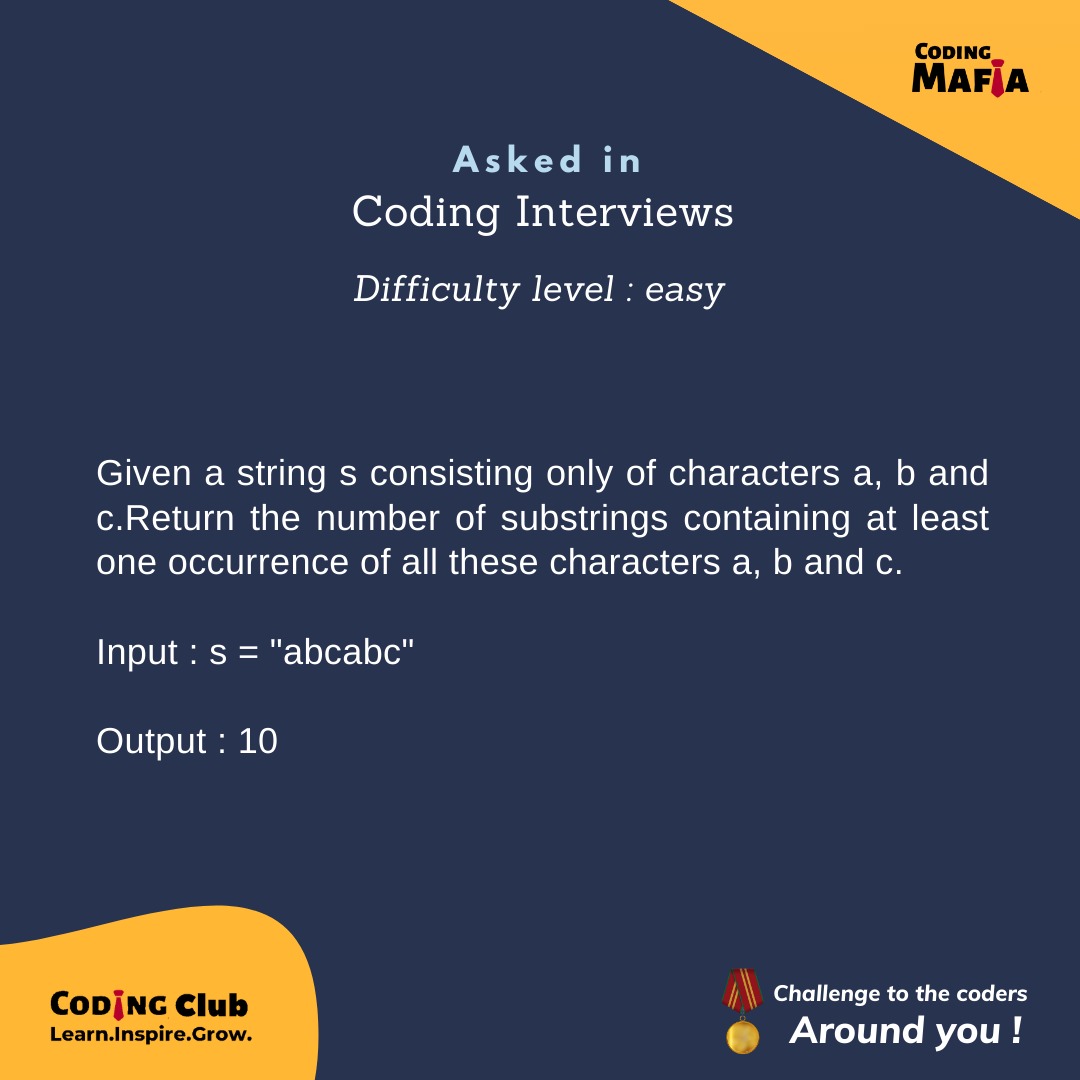 CODING
MAFIA
Asked in
Coding Interviews
Difficulty level : easy
Given a string s consisting only of characters a, b and
c.Return the number of substrings containing at least
one occurrence of all these characters a, b and c.
Input : s = "abcabc"
Output : 10
CODING Club
Learn.Inspire.Grow.
Challenge to the coders
Around you !